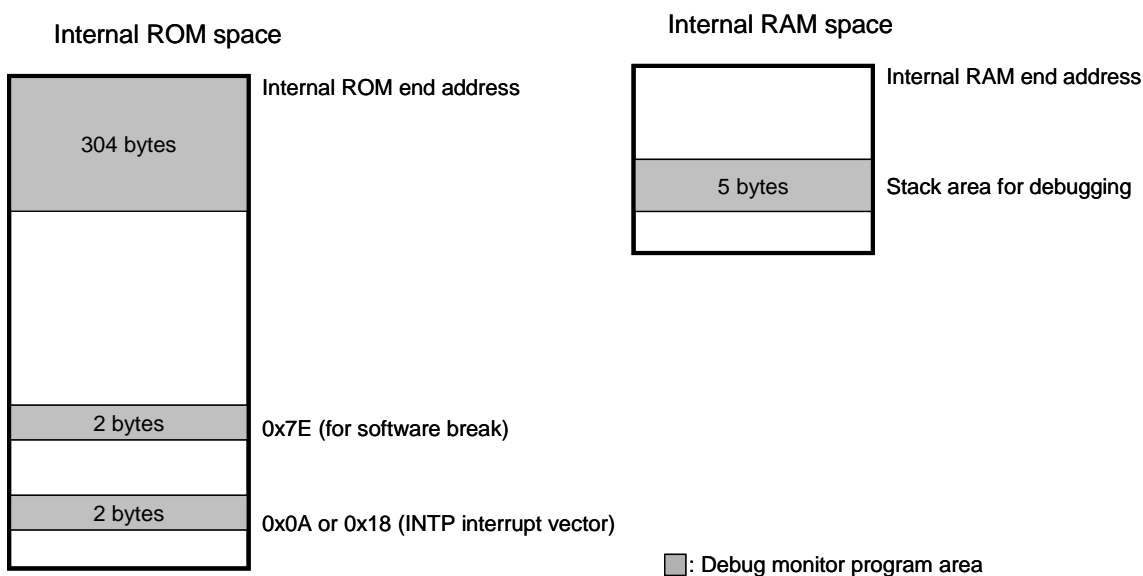 Internal ROM space
Internal ROM end address
304 bytes
2 bytes
0x7E (for software break)
2 bytes
0x0A or 0x18 (INTP interrupt vector)
Internal RAM space
Internal RAM end address
5 bytes
Stack area for debugging
: Debug monitor program area